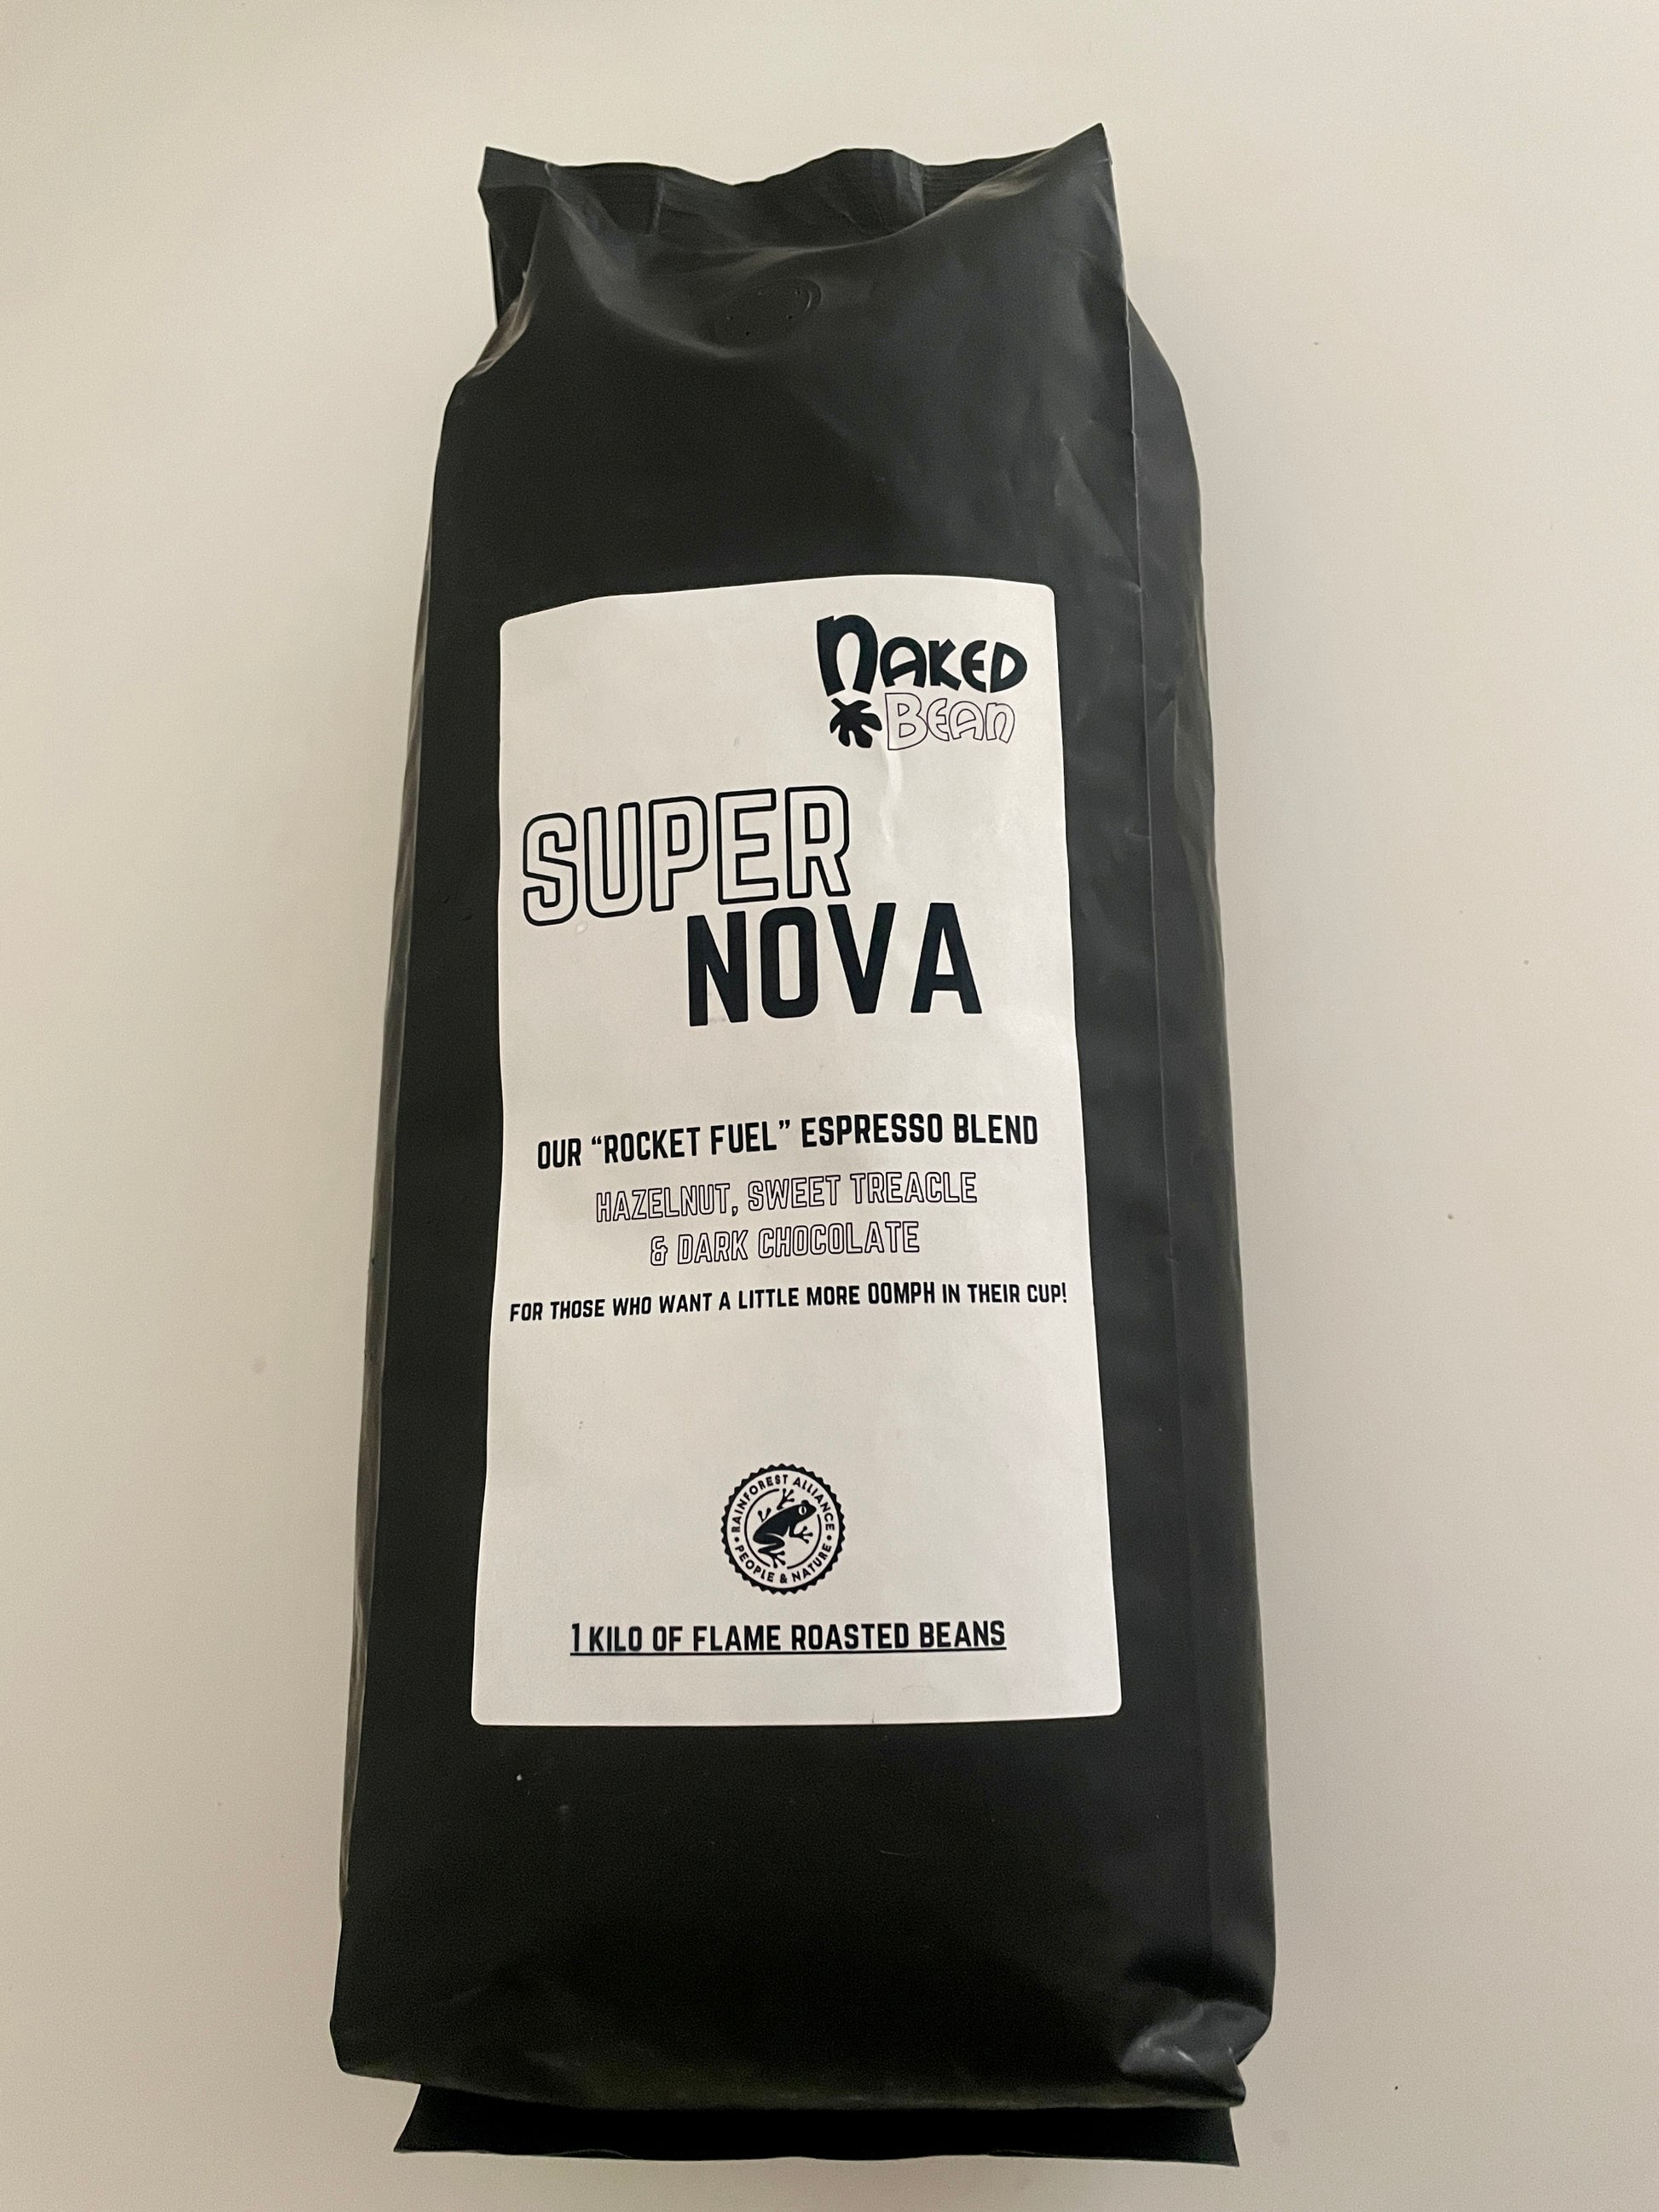 NAKED
BEAN
SUPER
NOVA
OUR “ROCKET FUEL” ESPRESSO BLEND
HAZELNUT, SWEET TREACLE
& DARK CHOCOLATE
FOR THOSE WHO WANT A LITTLE MORE OOMPH IN THEIR CUP!
RAINFOREST ALLIANCE
PEOPLE & NATURE
1 KILO OF FLAME ROASTED BEANS